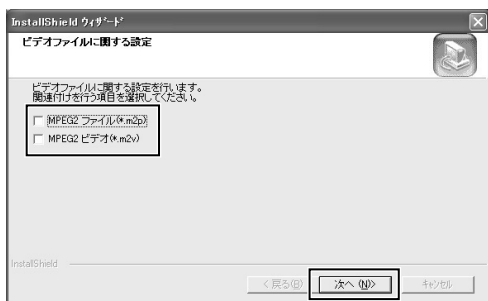 InstallShield ウィザード
ビデオファイルに関する設定
ビデオファイルに関する設定を行います。
関連付けを行う項目を選択してください。
MPEG2 ファイル(*.m2p)
MPEG2 ビデオ(*.m2v)
InstallShield
< 戻る(B)
次へ (N)>
キャンセル